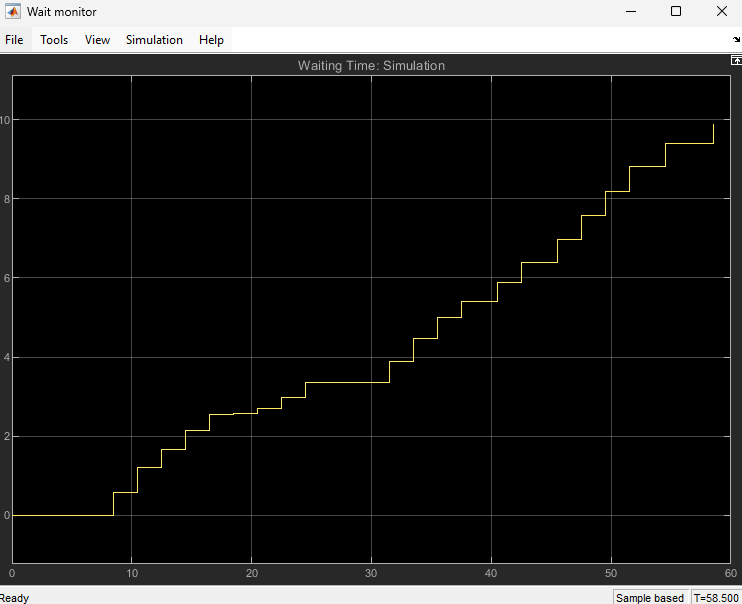 Wait monitor
File Tools View Simulation Help
Waiting Time: Simulation
10
8
6
4
2
0
0 10 20 30 40 50 60
Ready Sample based T=58.500